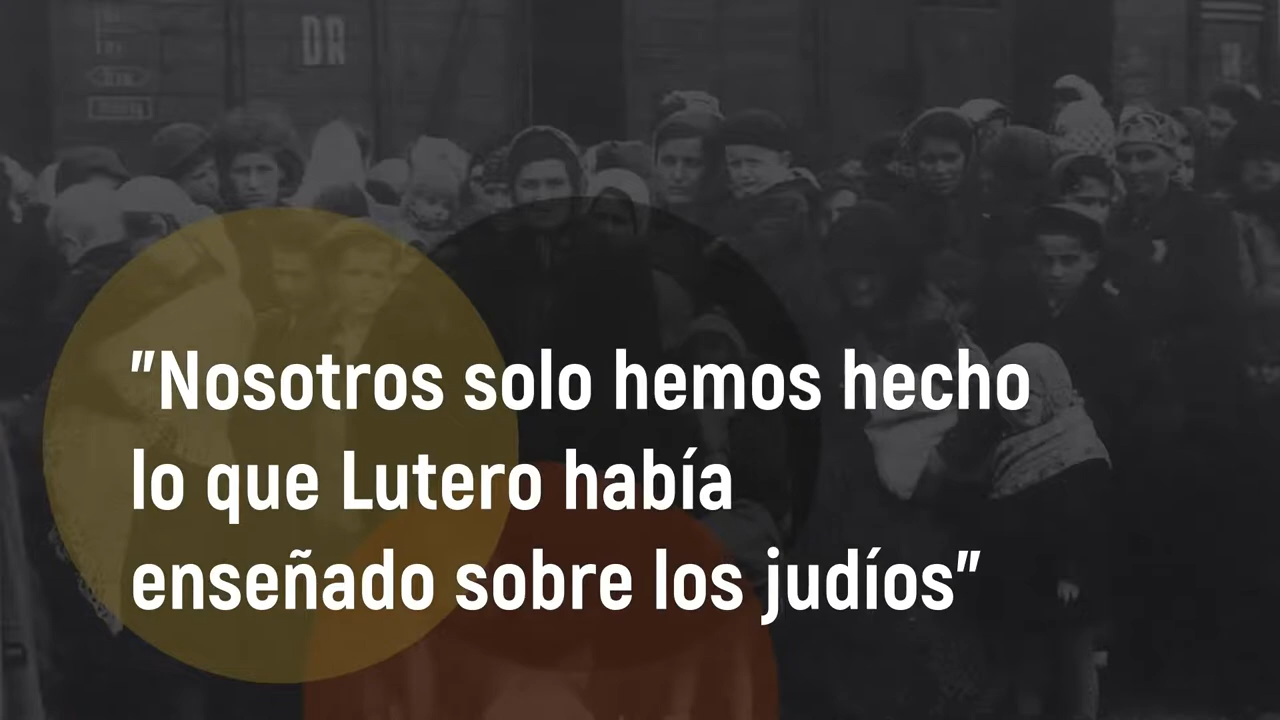 DR
"Nosotros solo hemos hecho
lo que Lutero había
enseñado sobre los judíos"